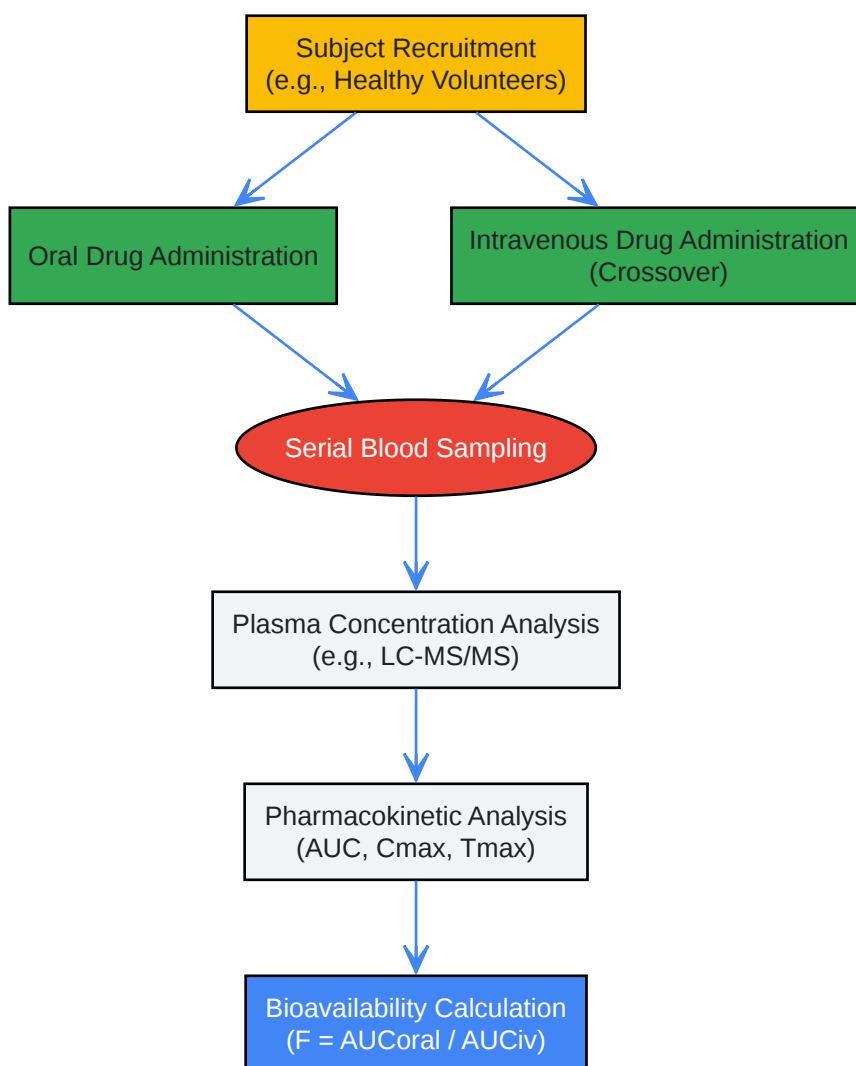 Subject Recruitment
(e.g., Healthy Volunteers)
Oral Drug Administration
Intravenous Drug Administration
(Crossover)
Serial Blood Sampling
Plasma Concentration Analysis
(e.g., LC-MS/MS)
Pharmacokinetic Analysis
(AUC, Cmax, Tmax)
Bioavailability Calculation
(F = AUCoral / AUCiv)